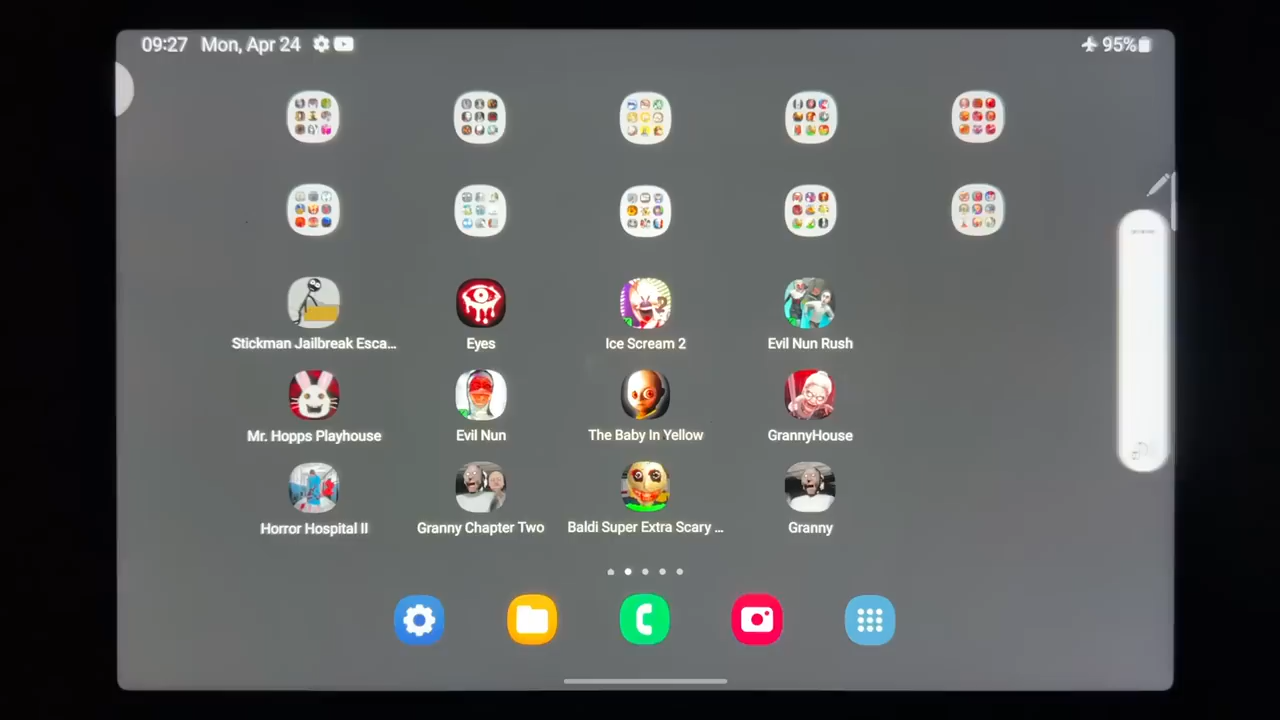 09:27 Mon, Apr 24 95%
Stickman Jailbreak Esca...
Eyes
Ice Scream 2
Evil Nun Rush
Mr. Hopps Playhouse
Evil Nun
The Baby In Yellow
GrannyHouse
Horror Hospital II
Granny Chapter Two
Baldi Super Extra Scary ...
Granny